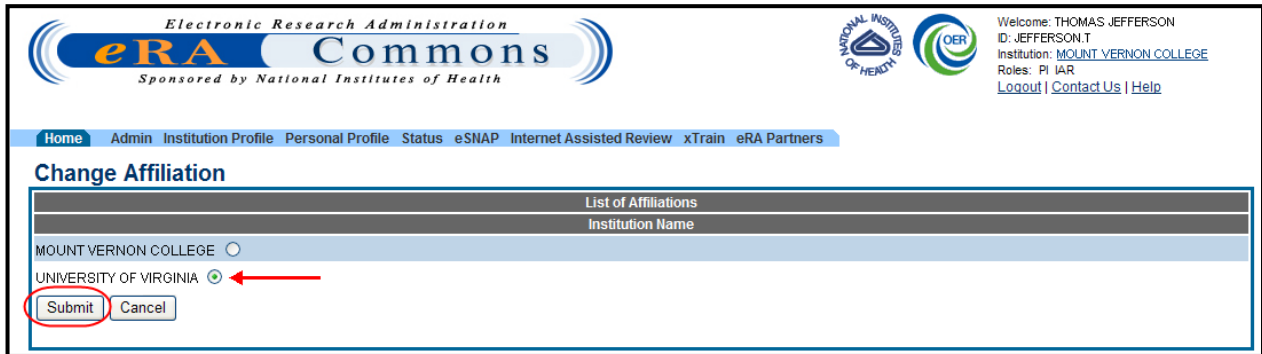 Electronic Research Administration
eRA Commons
Sponsored by National Institutes of Health
NATIONAL INSTITUTES OF HEALTH
OER
Welcome: THOMAS JEFFERSON
ID: JEFFERSON.T
Institution: MOUNT VERNON COLLEGE
Roles: PI IAR
Logout | Contact Us | Help
Home Admin Institution Profile Personal Profile Status eSNAP Internet Assisted Review xTrain eRA Partners
Change Affiliation
List of Affiliations
Institution Name
MOUNT VERNON COLLEGE
UNIVERSITY OF VIRGINIA
Submit Cancel